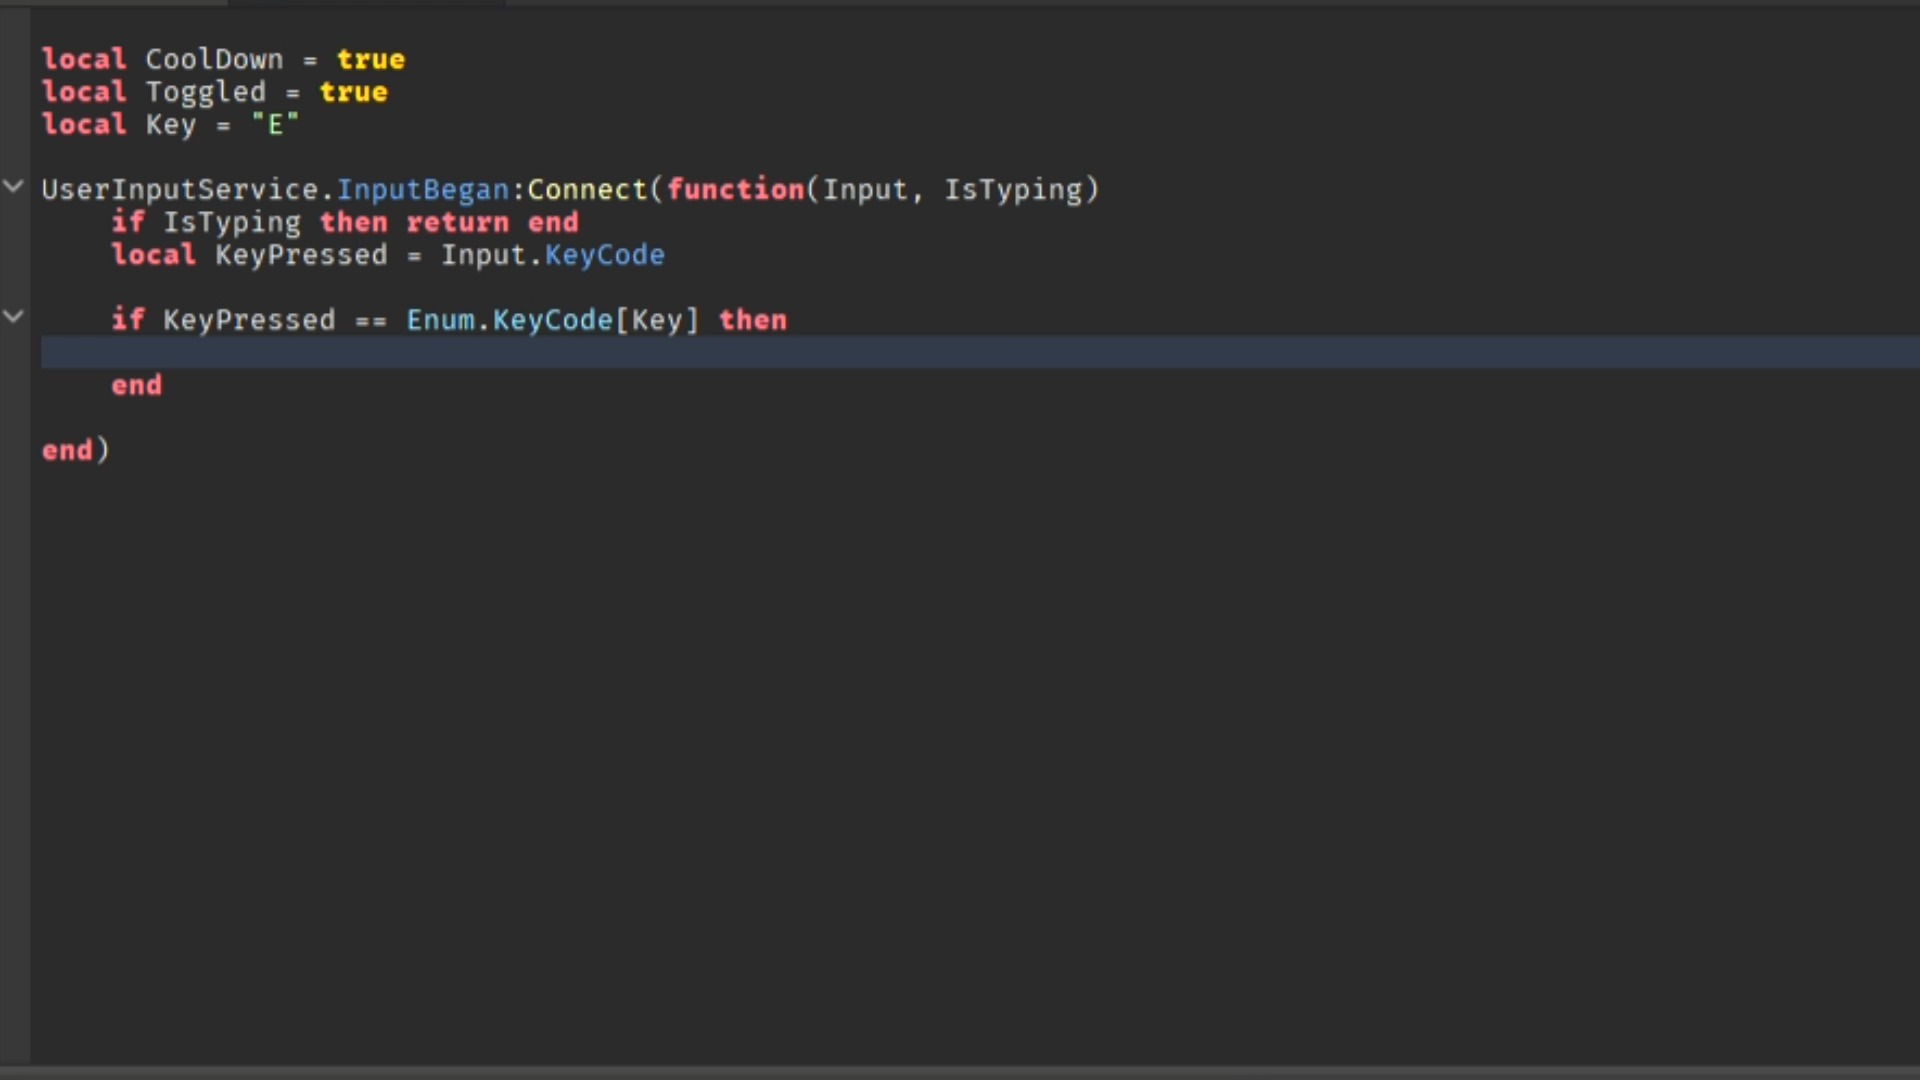 local CoolDown = true
local Toggled = true
local Key = "E"
UserInputService.InputBegan:Connect(function(Input, IsTyping)
if IsTyping then return end
local KeyPressed = Input.KeyCode
if KeyPressed == Enum.KeyCode[Key] then
end
end)